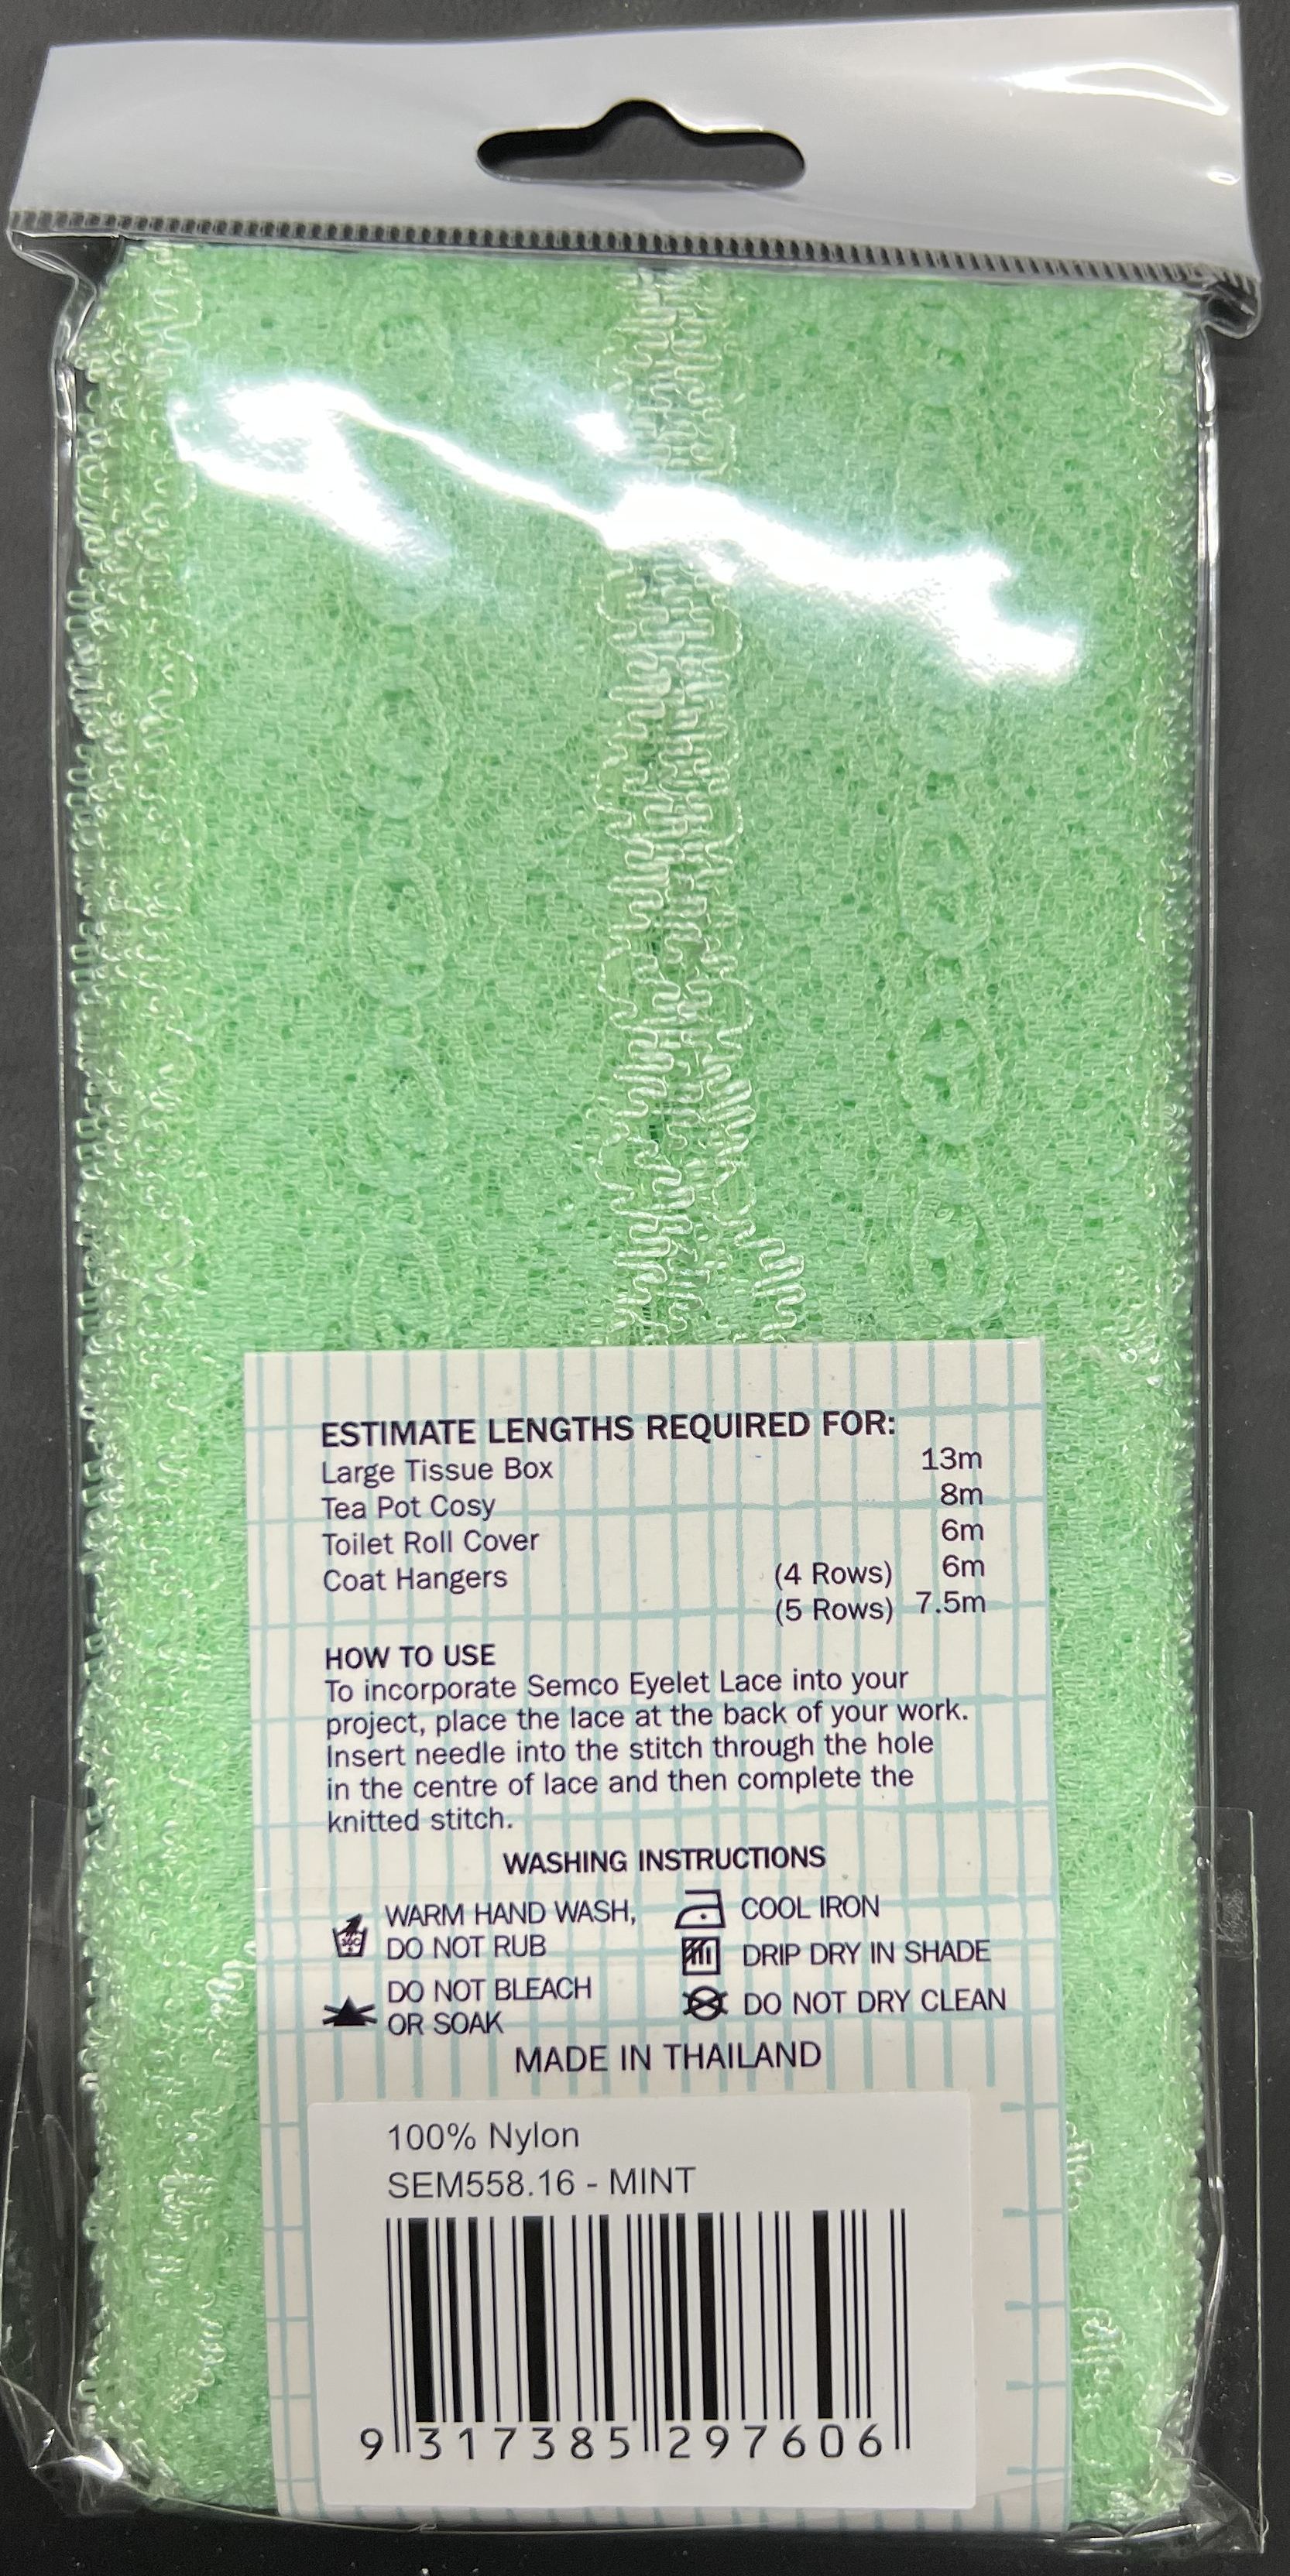 ESTIMATE LENGTHS REQUIRED FOR:
Large Tissue Box 13m
Tea Pot Cosy 8m
Toilet Roll Cover 6m
Coat Hangers (4 Rows) 6m
(5 Rows) 7.5m
HOW TO USE
To incorporate Semco Eyelet Lace into your
project, place the lace at the back of your work.
Insert needle into the stitch through the hole
in the centre of lace and then complete the
knitted stitch.
WASHING INSTRUCTIONS
WARM HAND WASH,
DO NOT RUB
DO NOT BLEACH
OR SOAK
COOL IRON
DRIP DRY IN SHADE
DO NOT DRY CLEAN
MADE IN THAILAND
100% Nylon
SEM558.16 - MINT
9 317385 297606